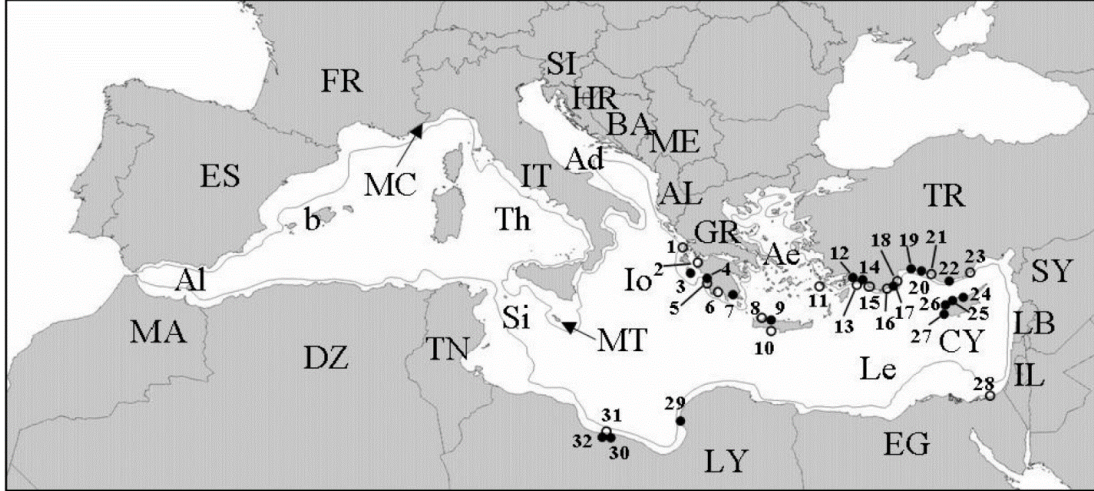 SI
FR
HR
BA
ME
Ad
IT
MC
ES
AL
TR
b
Th
GR
18 19 21
1
Ae
12 14
23
2
4
Io
20 22
SY
Al
3
24
5 6 7
11
15
17
26
25
Si
8 9
13
16
27
LB
MA
MT
10
CY
DZ
TN
Le
IL
28
29
31
32 30
EG
LY